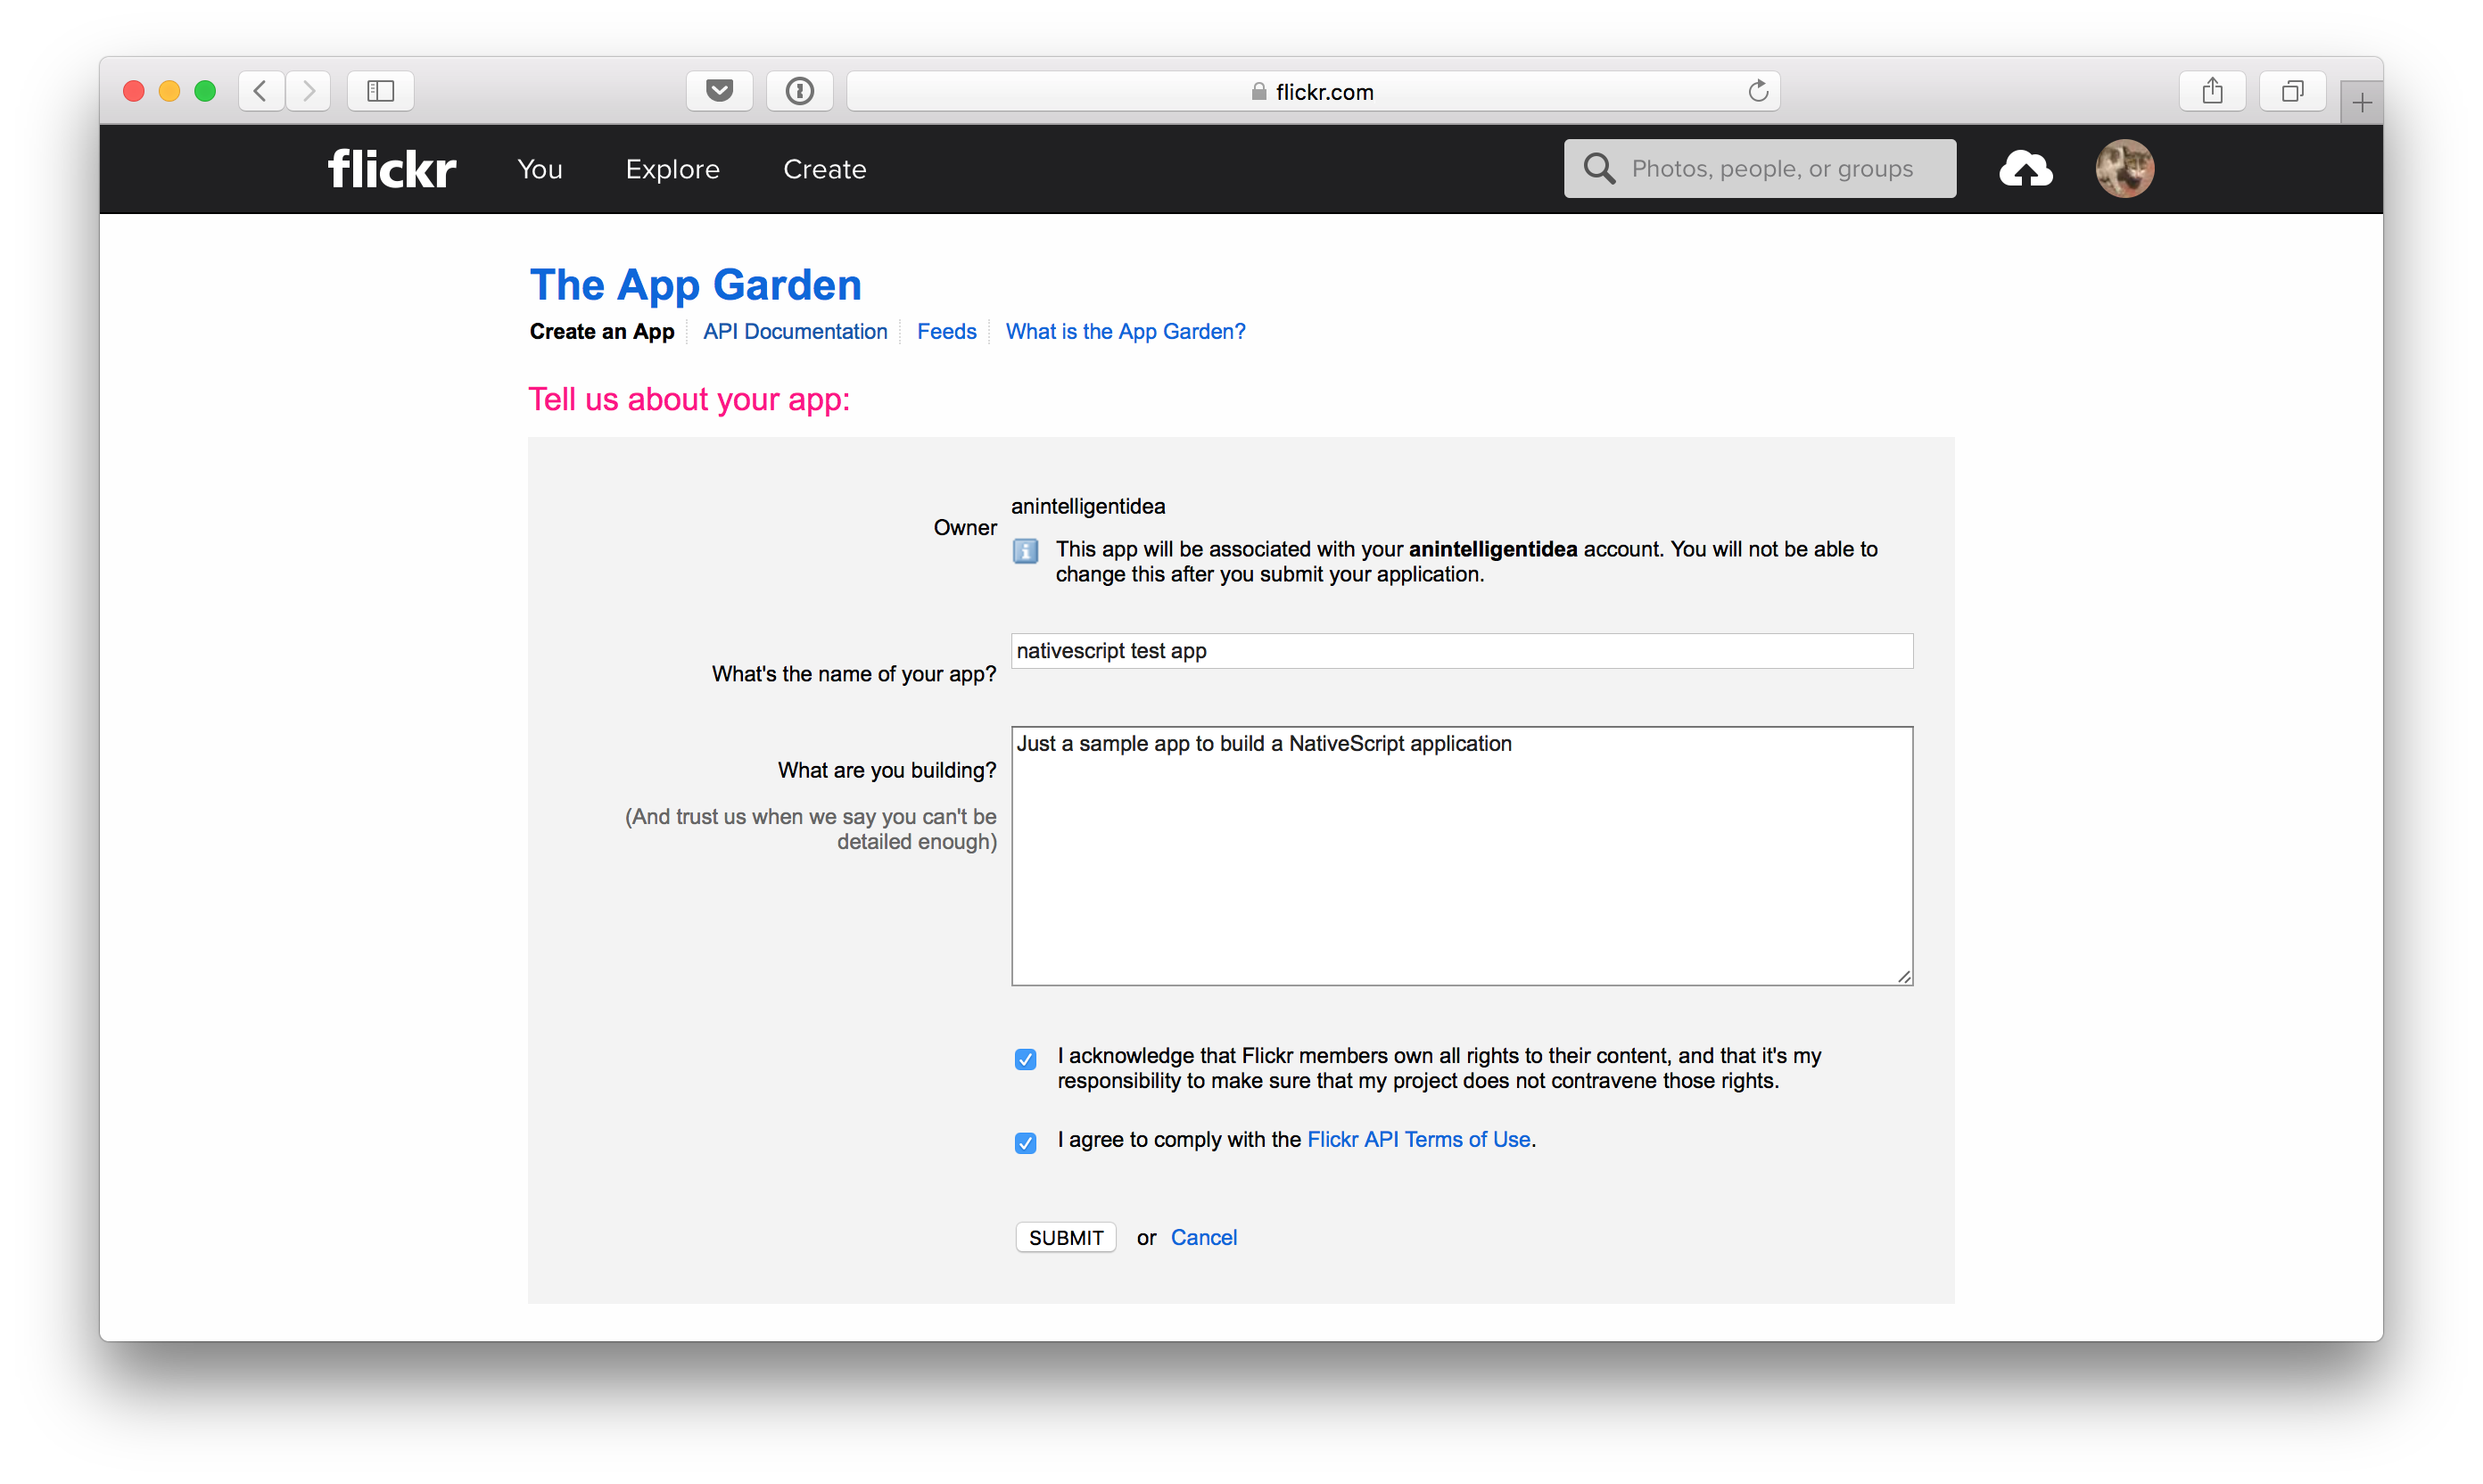 flickr.com
flickr You Explore Create Photos, people, or groups
The App Garden
Create an App API Documentation Feeds What is the App Garden?
Tell us about your app:
anintelligentidea
Owner
This app will be associated with your anintelligentidea account. You will not be able to
change this after you submit your application.
nativescript test app
What's the name of your app?
Just a sample app to build a NativeScript application
What are you building?
(And trust us when we say you can't be
detailed enough)
I acknowledge that Flickr members own all rights to their content, and that it's my
responsibility to make sure that my project does not contravene those rights.
I agree to comply with the Flickr API Terms of Use.
SUBMIT or Cancel